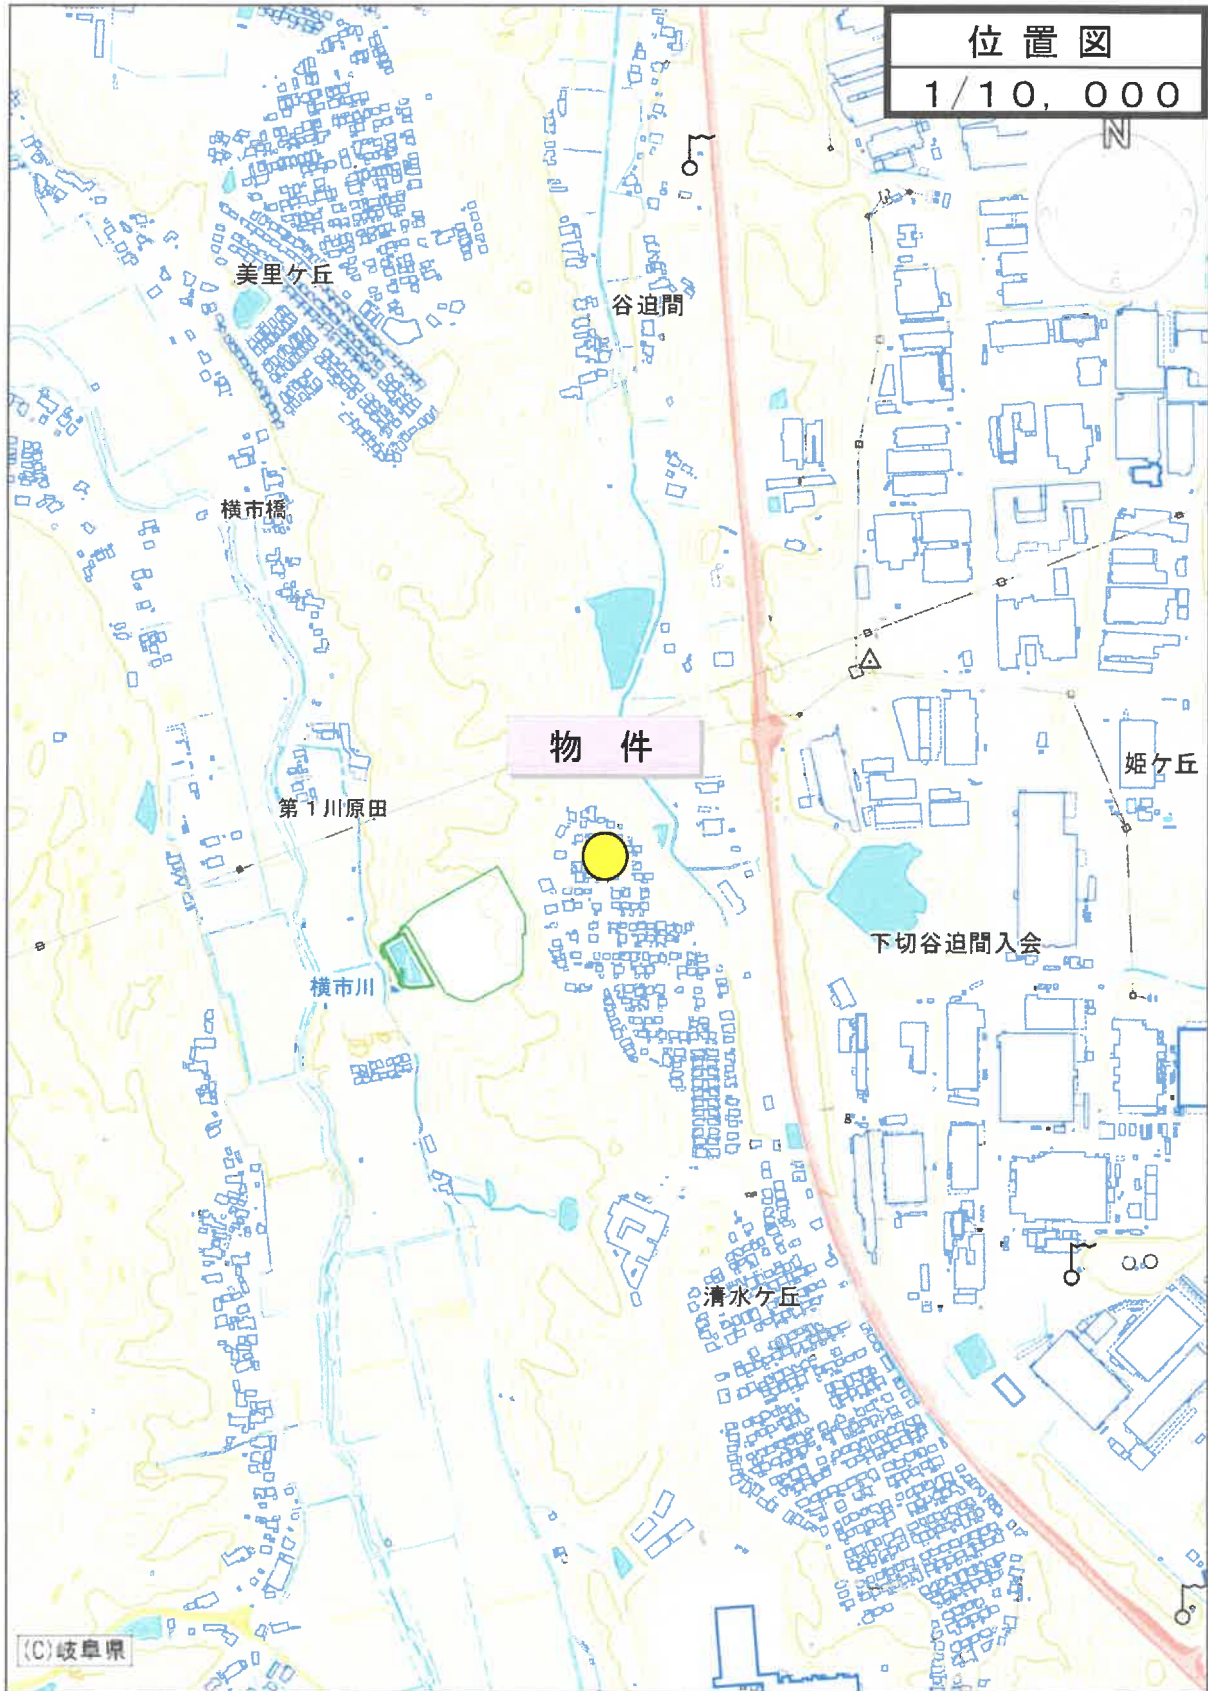 位置図
1/10,000
N
美里ケ丘
谷迫間
横市橋
物件
姫ケ丘
第1川原田
下切谷迫間入会
横市川
清水ケ丘
(C)岐阜県